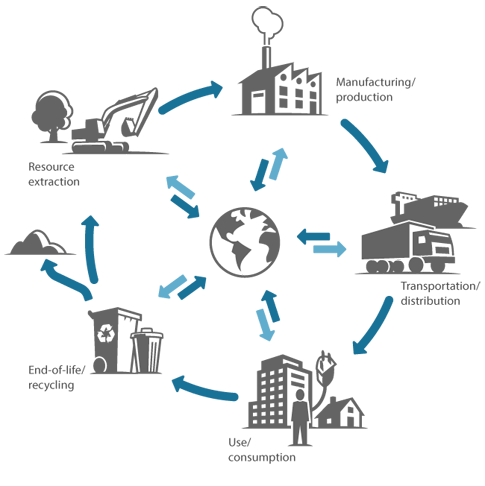 Manufacturing/
production
Resource
extraction
Transportation/
distribution
End-of-life/
recycling
Use/
consumption